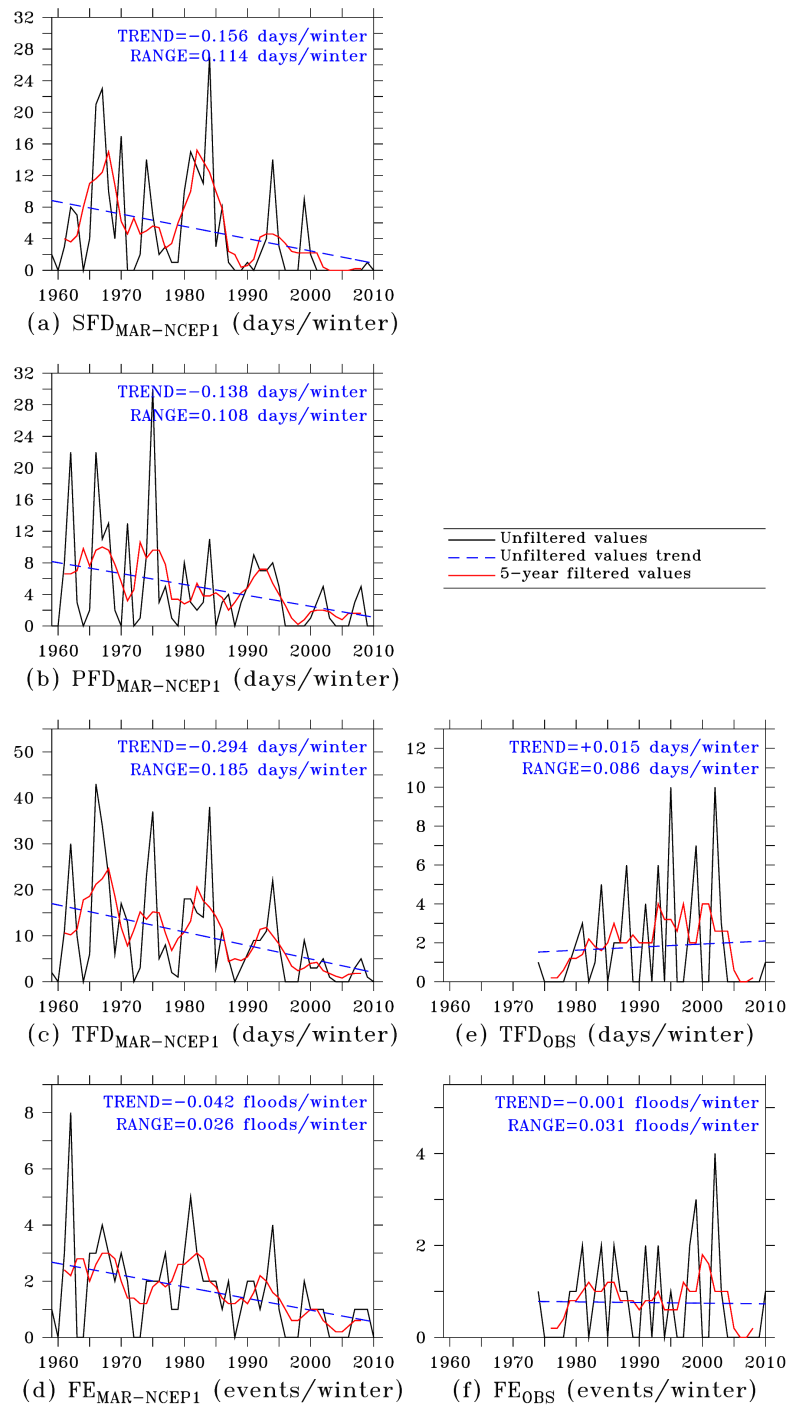 32
28
24
20
16
12
8
4
0
TREND=−0.156 days/winter
RANGE=0.114 days/winter
1960 1970 1980 1990 2000 2010
(a) SFD_MAR−NCEP1 (days/winter)
32
28
24
20
16
12
8
4
0
TREND=−0.138 days/winter
RANGE=0.108 days/winter
1960 1970 1980 1990 2000 2010
(b) PFD_MAR−NCEP1 (days/winter)
Unfiltered values
Unfiltered values trend
5−year filtered values
50
40
30
20
10
0
TREND=−0.294 days/winter
RANGE=0.185 days/winter
1960 1970 1980 1990 2000 2010
(c) TFD_MAR−NCEP1 (days/winter)
12
10
8
6
4
2
0
TREND=+0.015 days/winter
RANGE=0.086 days/winter
1960 1970 1980 1990 2000 2010
(e) TFD_OBS (days/winter)
8
6
4
2
0
TREND=−0.042 floods/winter
RANGE=0.026 floods/winter
1960 1970 1980 1990 2000 2010
(d) FE_MAR−NCEP1 (events/winter)
4
2
0
TREND=−0.001 floods/winter
RANGE=0.031 floods/winter
1960 1970 1980 1990 2000 2010
(f) FE_OBS (events/winter)